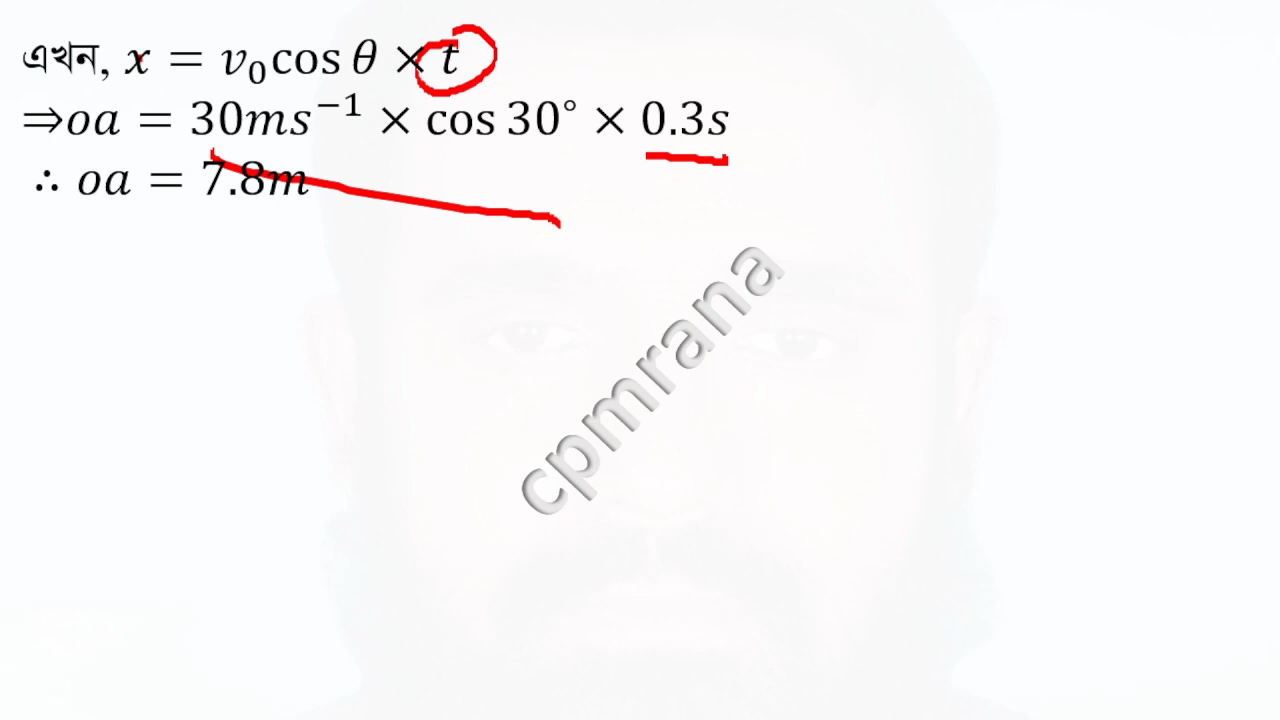 এখন, x = v₀cos θ × t
⇒oa = 30ms⁻¹ × cos 30° × 0.3s
∴ oa = 7.8m
cpmrana